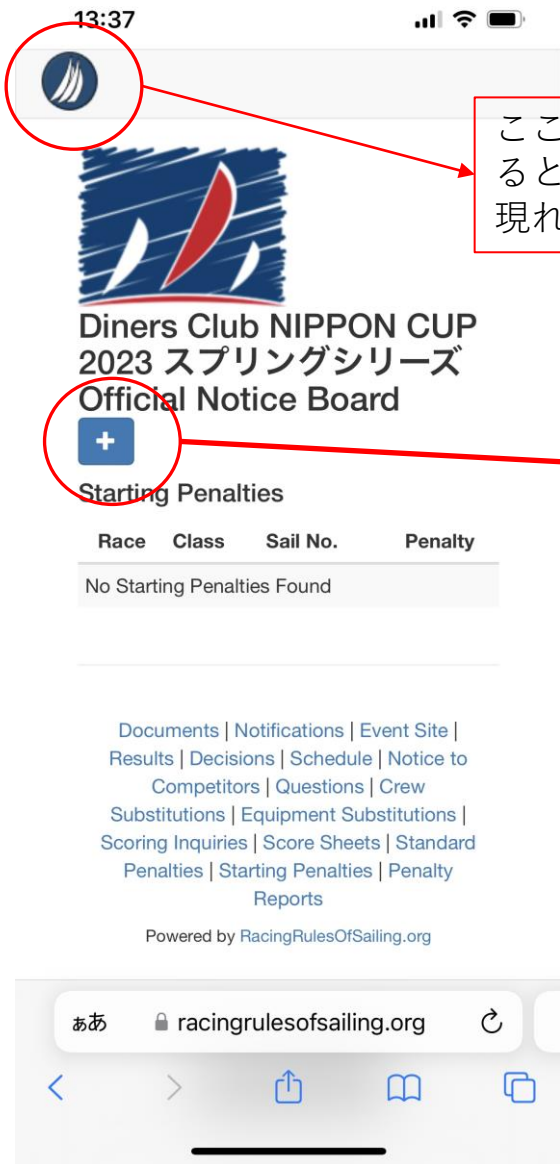 13:37
ここ
ると
現れ
Diners Club NIPPON CUP
2023 スプリングシリーズ
Official Notice Board
+
Starting Penalties
Race Class Sail No. Penalty
No Starting Penalties Found
Documents | Notifications | Event Site |
Results | Decisions | Schedule | Notice to
Competitors | Questions | Crew
Substitutions | Equipment Substitutions |
Scoring Inquiries | Score Sheets | Standard
Penalties | Starting Penalties | Penalty
Reports
Powered by RacingRulesOfSailing.org
ぁあ racingrulesofsailing.org